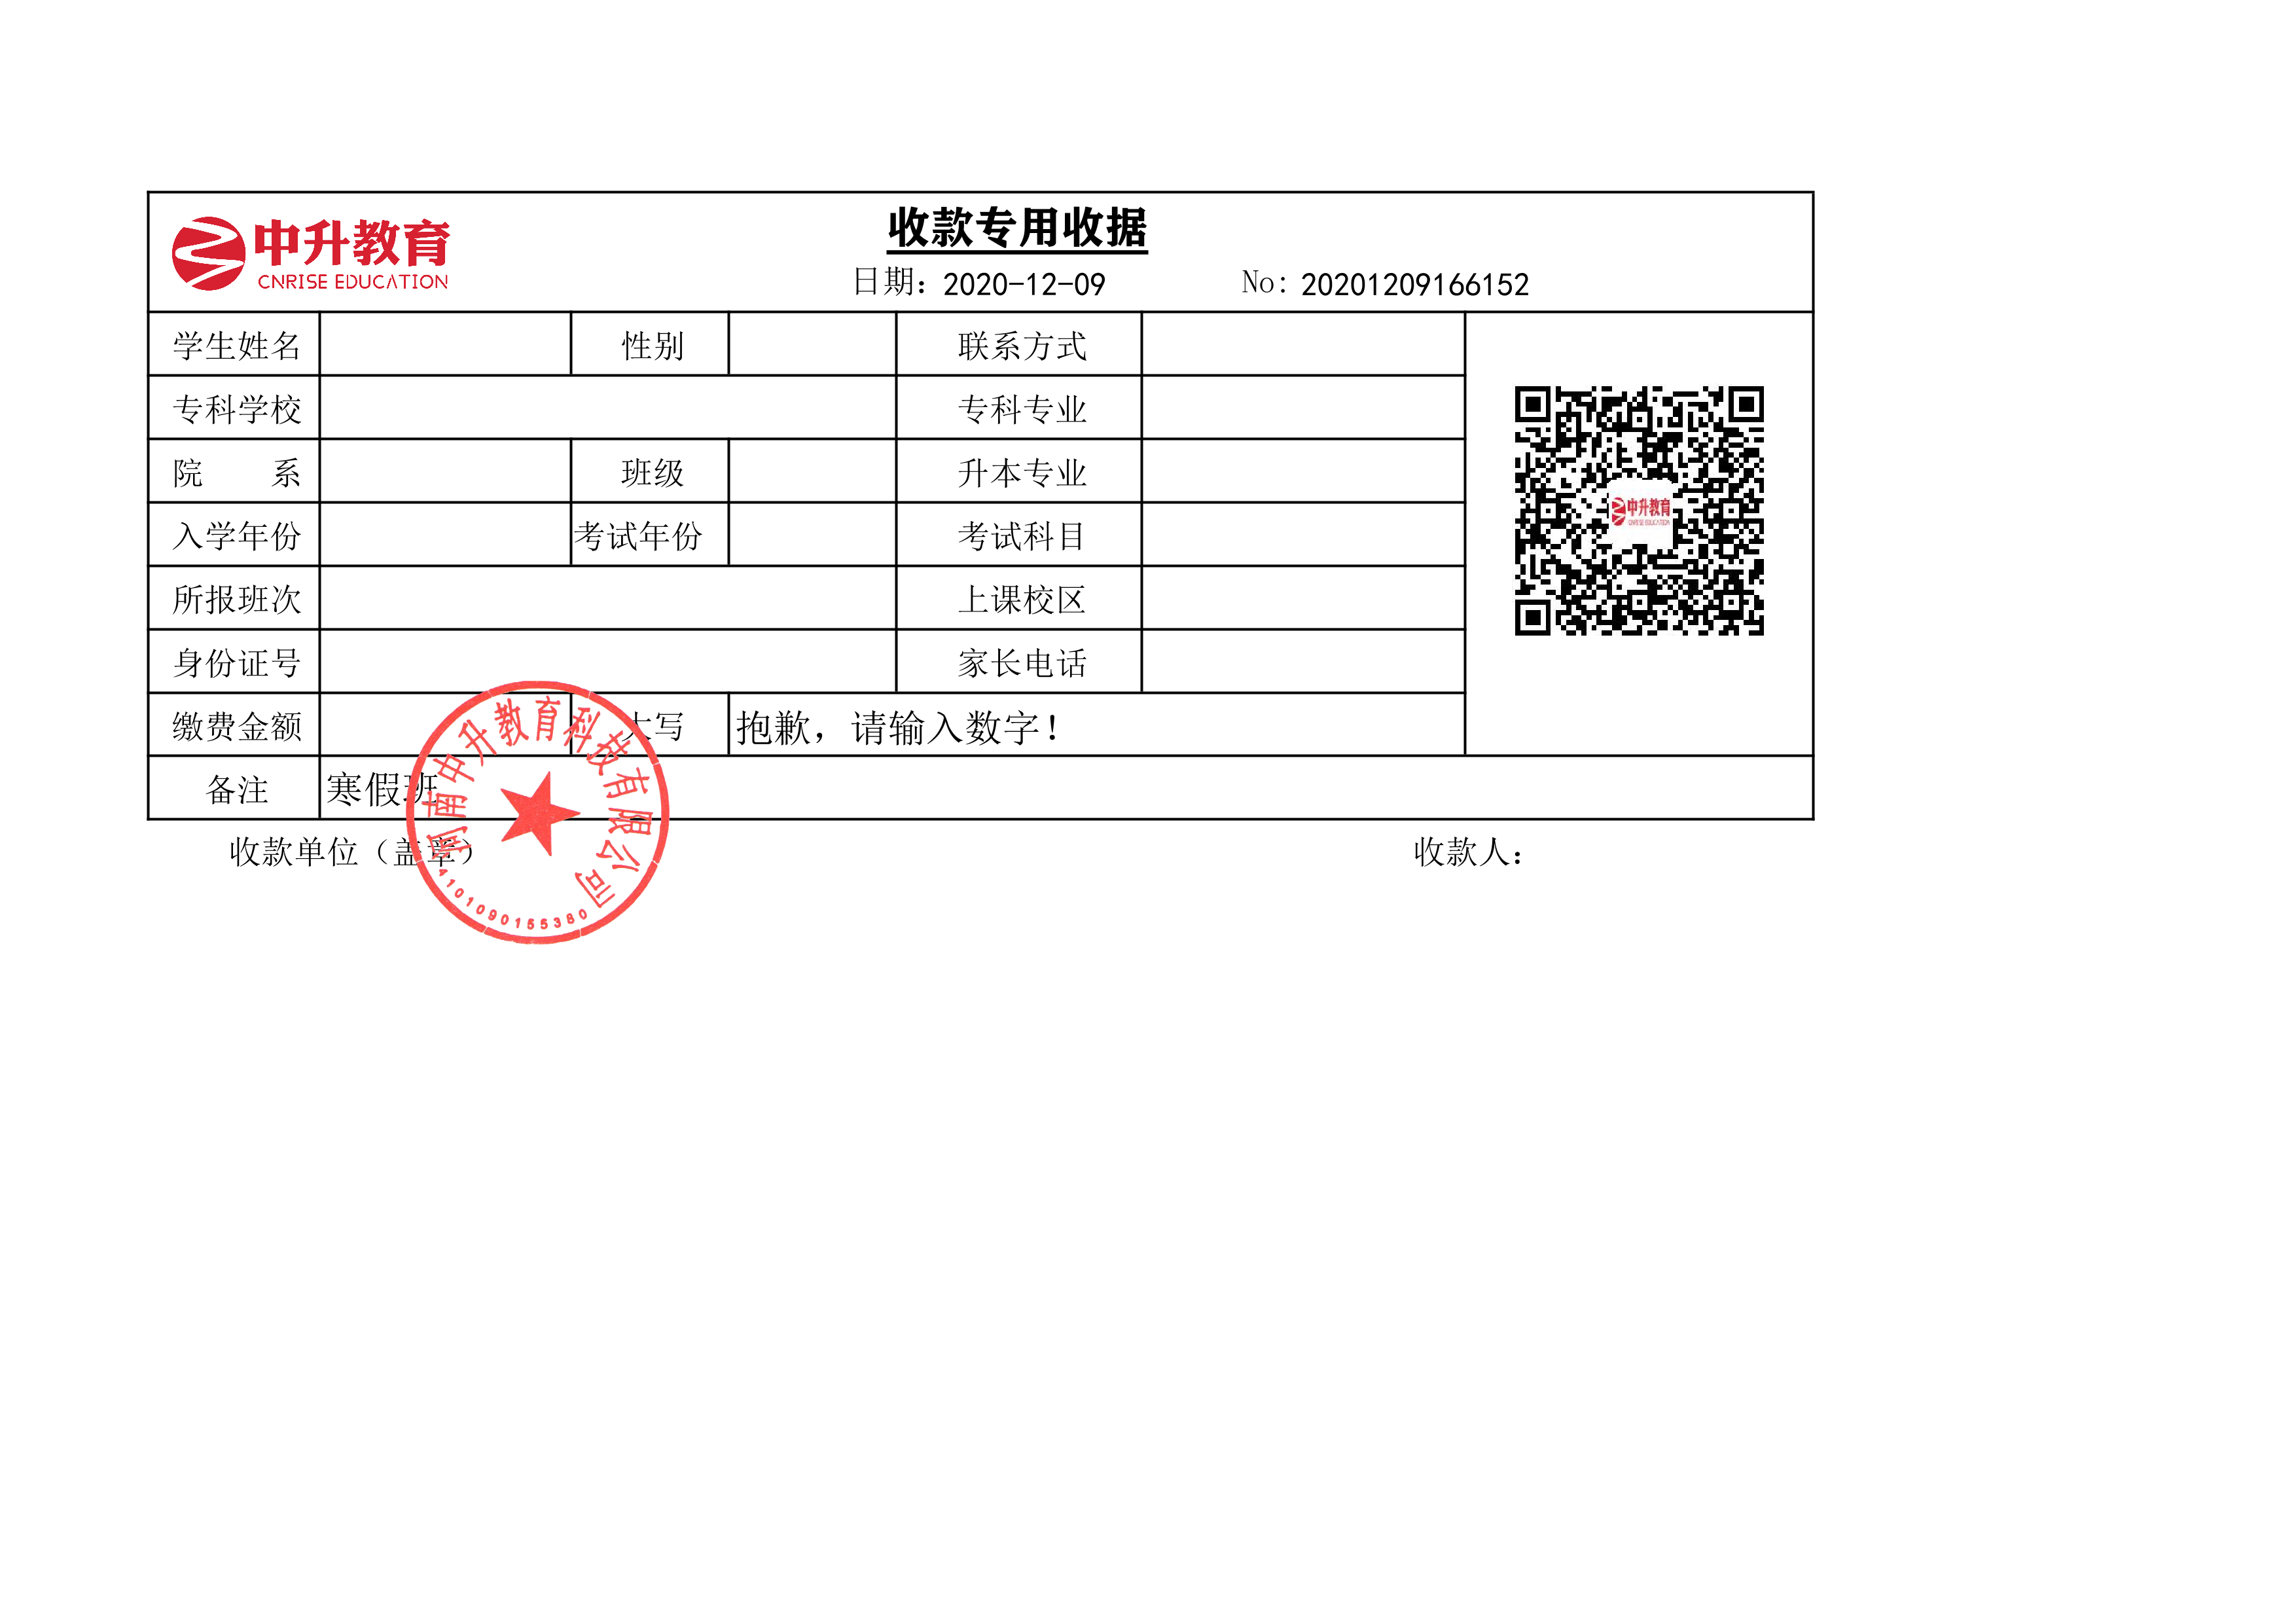 中升教育
CNRISE EDUCATION
收款专用收据
日期：2020-12-09 No：20201209166152
学生姓名 性别 联系方式
专科学校 专科专业
院 系 班级 升本专业
入学年份 考试年份 考试科目
所报班次 上课校区
身份证号 家长电话
缴费金额 大写 抱歉，请输入数字！
备注 寒假班
收款单位（盖章） 收款人：
河南中升教育科技有限公司
4101090155380
中升教育
CNRISE EDUCATION